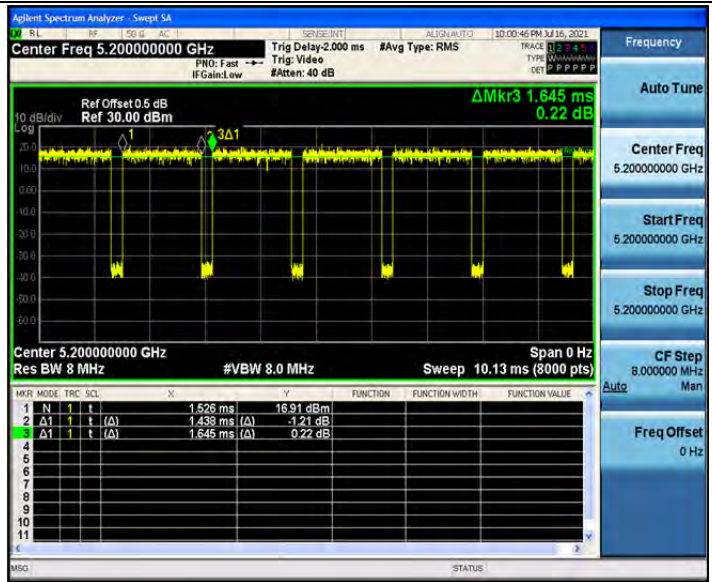 Agilent Spectrum Analyzer - Swept SA
RL RF 50 Ω AC SENSE:INT ALIGN AUTO 10:00:46 PM Jul 16, 2021
Center Freq 5.200000000 GHz
PNO: Fast
IFGain:Low
Trig Delay-2.000 ms
Trig: Video
#Atten: 40 dB
#Avg Type: RMS
TRACE 1 2 3 4 5 6
TYPE
DET P P P P P P
Frequency
Auto Tune
Center Freq
5.200000000 GHz
Start Freq
5.200000000 GHz
Stop Freq
5.200000000 GHz
CF Step
8.000000 MHz
Auto Man
Freq Offset
0 Hz
ΔMkr3 1.645 ms
0.22 dB
Ref Offset 0.5 dB
10 dB/div Ref 30.00 dBm
Log
1 2 3Δ1
20.0
10.0
0.00
-10.0
-20.0
-30.0
-40.0
-50.0
-60.0
Center 5.200000000 GHz Span 0 Hz
Res BW 8 MHz #VBW 8.0 MHz Sweep 10.13 ms (8000 pts)
MKR MODE TRC SCL X Y FUNCTION FUNCTION WIDTH FUNCTION VALUE
1 N 1 t 1.526 ms 16.91 dBm
2 Δ1 1 t (Δ) 1.438 ms (Δ) -1.21 dB
3 Δ1 1 t (Δ) 1.645 ms (Δ) 0.22 dB
4
5
6
7
8
9
10
11
MSG STATUS